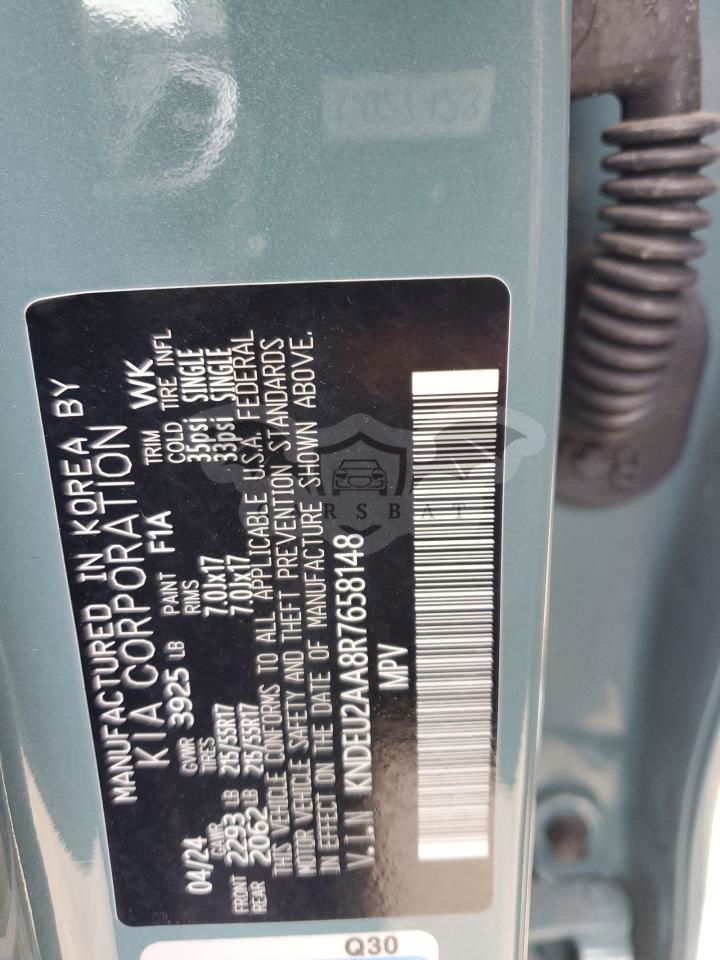 MANUFACTURED IN KOREA BY
KIA CORPORATION
04/24 GVWR 3925 LB PAINT F1A TRIM WK
GAWR TIRES RIMS COLD TIRE INFL
FRONT 2293 LB 215/55R17 7.0Jx17 35psi SINGLE
REAR 2062 LB 215/55R17 7.0Jx17 33psi SINGLE
THIS VEHICLE CONFORMS TO ALL APPLICABLE U.S.A. FEDERAL
MOTOR VEHICLE SAFETY AND THEFT PREVENTION STANDARDS
IN EFFECT ON THE DATE OF MANUFACTURE SHOWN ABOVE.
V.I.N KNDEU2AA8R7658148
MPV
Q30